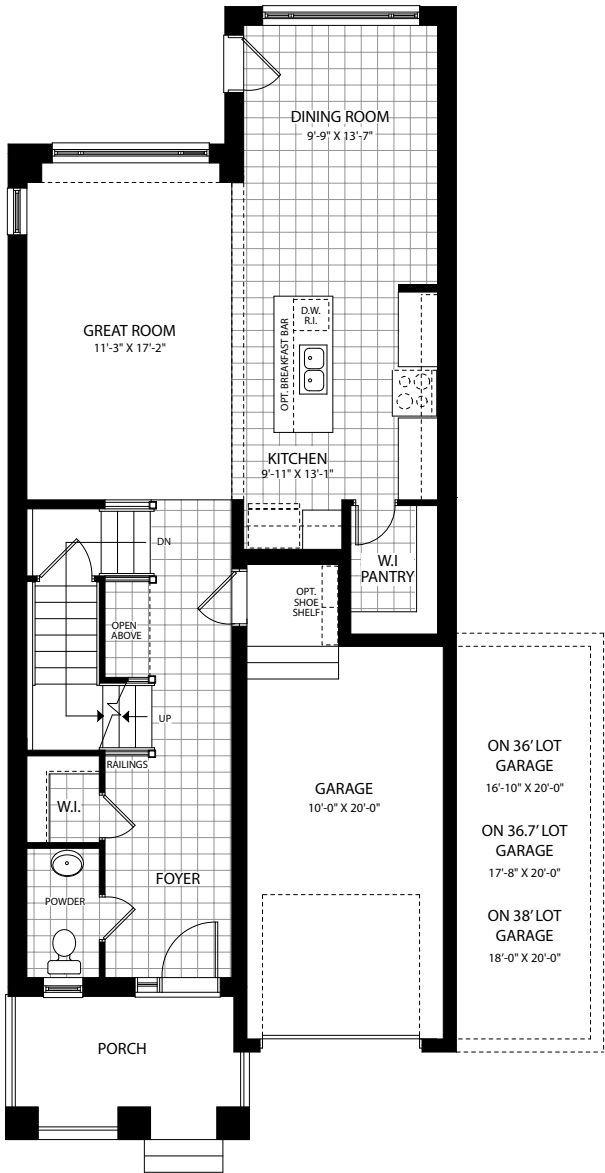 DINING ROOM
9'-9" X 13'-7"
GREAT ROOM
11'-3" X 17'-2"
D.W.
R.I.
OPT. BREAKFAST BAR
KITCHEN
9'-11" X 13'-1"
DN
W.I
PANTRY
OPT.
SHOE
SHELF
OPEN
ABOVE
UP
RAILINGS
W.I.
GARAGE
10'-0" X 20'-0"
ON 36' LOT
GARAGE
16'-10" X 20'-0"
ON 36.7' LOT
GARAGE
17'-8" X 20'-0"
ON 38' LOT
GARAGE
18'-0" X 20'-0"
FOYER
POWDER
PORCH